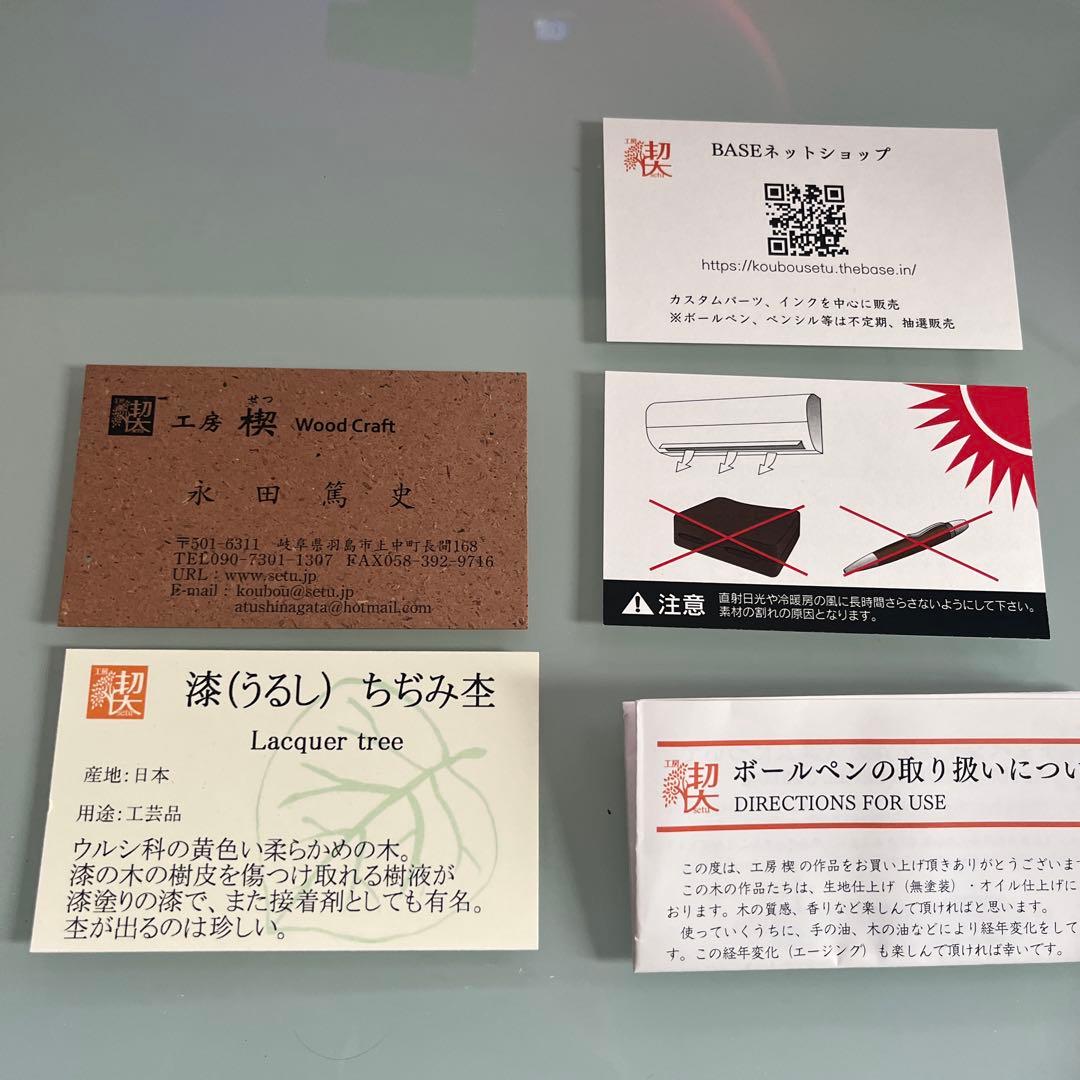 工房
楔
setu
BASEネットショップ
https://koubousetu.thebase.in/
カスタムパーツ、インクを中心に販売
※ボールペン、ペンシル等は不定期、抽選販売
工房 楔 Wood Craft
せつ
永田篤史
〒501-6311 岐阜県羽島市上中町長間168
TEL090-7301-1307 FAX058-392-9746
URL：www.setu.jp
E-mail：koubou@setu.jp
atushinagata@hotmail.com
注意
直射日光や冷暖房の風に長時間さらさないようにして下さい。
素材の割れの原因となります。
工房
楔
setu
漆(うるし) ちぢみ杢
Lacquer tree
産地:日本
用途:工芸品
ウルシ科の黄色い柔らかめの木。
漆の木の樹皮を傷つけ取れる樹液が
漆塗りの漆で、また接着剤としても有名。
杢が出るのは珍しい。
工房
楔
setu
ボールペンの取り扱いについ
DIRECTIONS FOR USE
この度は、工房 楔 の作品をお買い上げ頂きありがとうございま
この木の作品たちは、生地仕上げ（無塗装）・オイル仕上げに
おります。木の質感、香りなど楽しんで頂ければと思います。
使っていくうちに、手の油、木の油などにより経年変化をして
す。この経年変化（エージング）も楽しんで頂ければ幸いです。